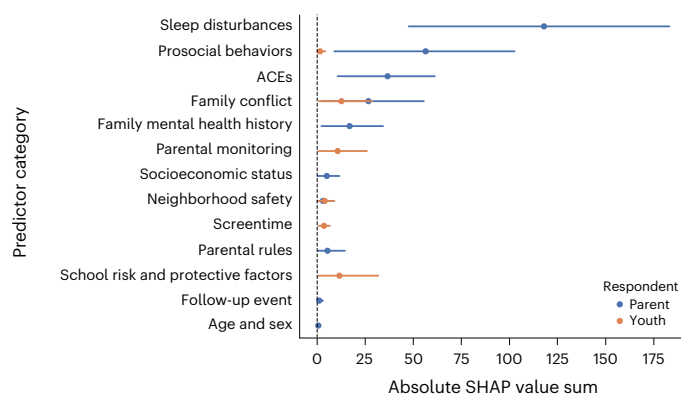 Predictor category
Sleep disturbances
Prosocial behaviors
ACEs
Family conflict
Family mental health history
Parental monitoring
Socioeconomic status
Neighborhood safety
Screentime
Parental rules
School risk and protective factors
Follow-up event
Age and sex
Respondent
Parent
Youth
0 25 50 75 100 125 150 175
Absolute SHAP value sum